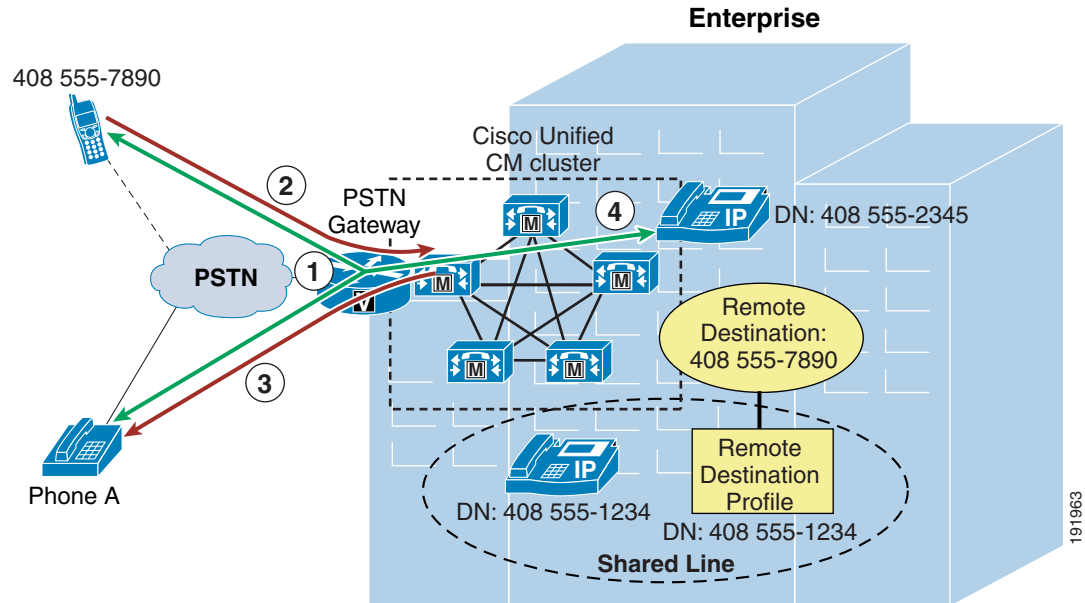 Enterprise
408 555-7890
Cisco Unified
CM cluster
2
PSTN
Gateway
4
IP
DN: 408 555-2345
M
M
M
M
M
PSTN
1
V
Remote
Destination:
408 555-7890
3
Phone A
IP
DN: 408 555-1234
Remote
Destination
Profile
DN: 408 555-1234
Shared Line
191963